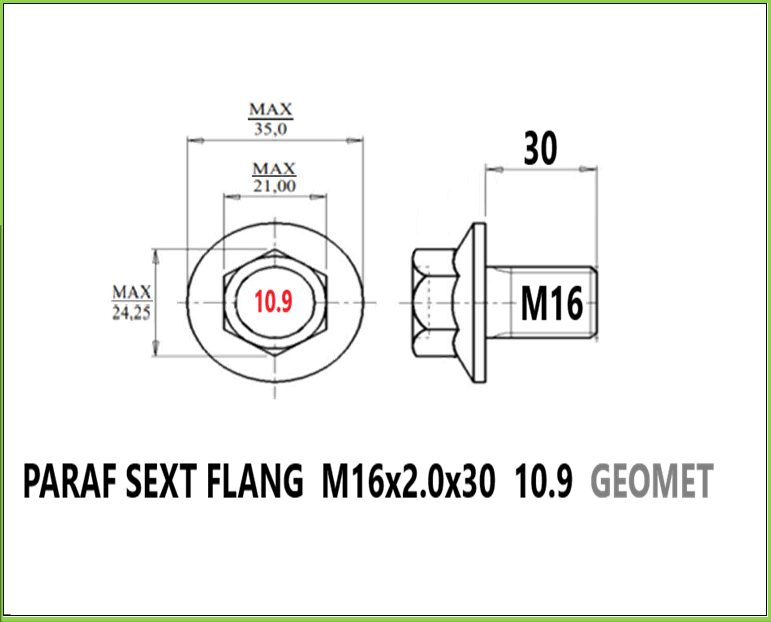 MAX
35,0
30
MAX
21,00
MAX
24,25
10.9
M16
PARAF SEXT FLANG M16x2.0x30 10.9 GEOMET